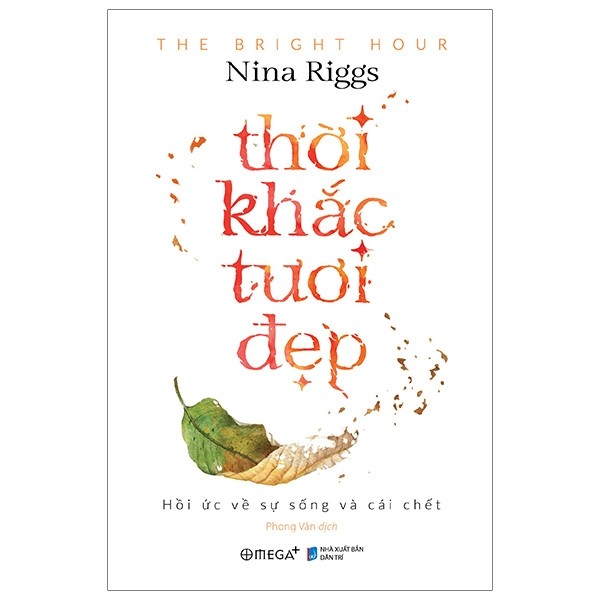 THE BRIGHT HOUR
Nina Riggs
thời
khắc
tươi
đẹp
Hồi ức về sự sống và cái chết
Phong Vân dịch
OMEGA+
NHÀ XUẤT BẢN
DÂN TRÍ